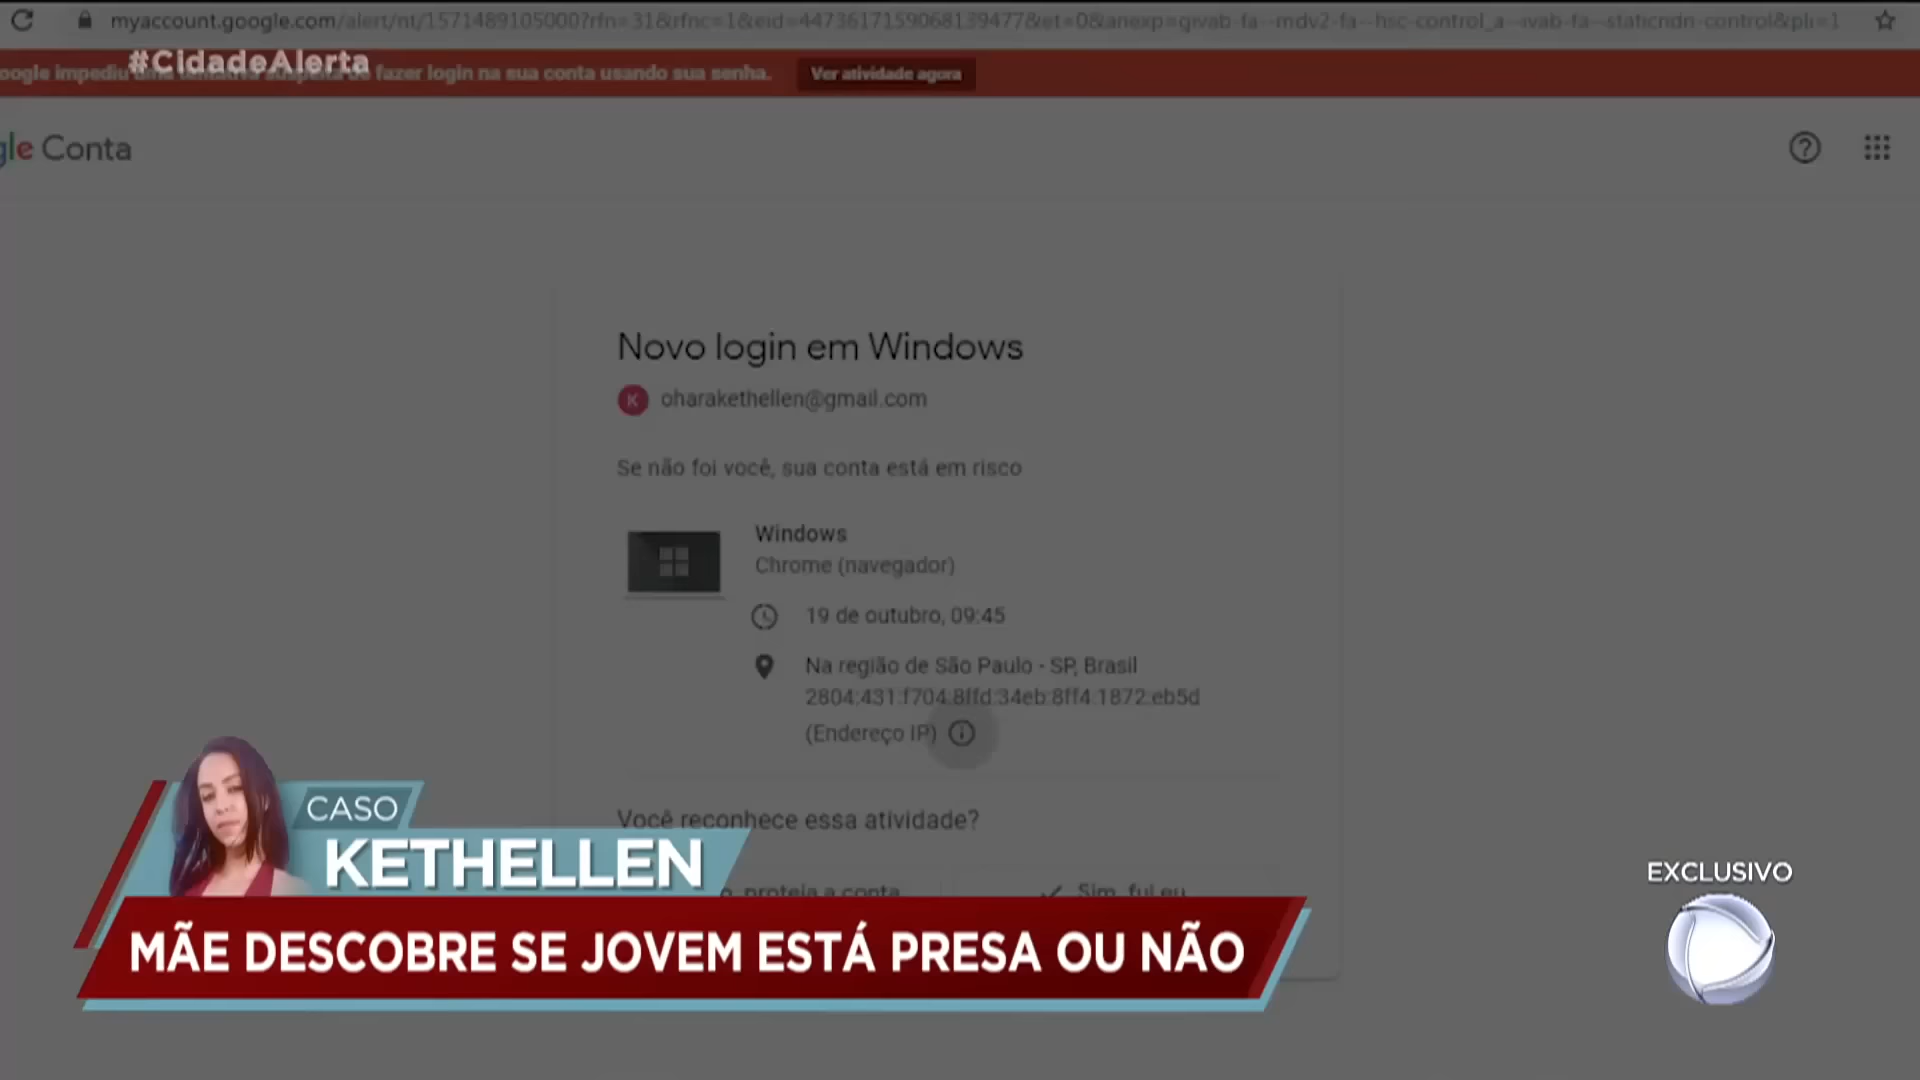 myaccount.google.com/alert/nt/1571489105000?rfn=31&rfnc=1&eid=4473617159068139477&et=0&anexp=givab-fa--mdv2-fa--hsc-control_a--ivab-fa--staticndn-control&pli=1
#CidadeAlerta
oogle impediu fazer login na sua conta usando sua senha. Ver atividade agora
gle Conta
Novo login em Windows
K oharakethellen@gmail.com
Se não foi você, sua conta está em risco
Windows
Chrome (navegador)
19 de outubro, 09:45
Na região de São Paulo - SP, Brasil
2804:431:f704:8ffd:34eb:8ff4:1872:eb5d
(Endereço IP)
Você reconhece essa atividade?
o, proteja a conta
Sim, fui eu
CASO
KETHELLEN
MÃE DESCOBRE SE JOVEM ESTÁ PRESA OU NÃO
EXCLUSIVO